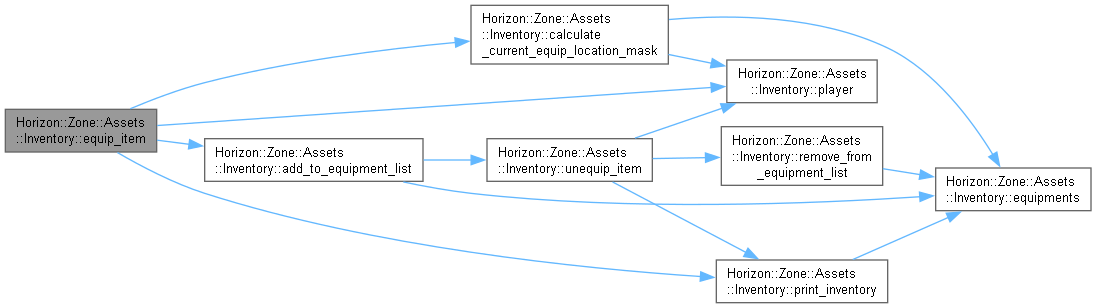 Horizon::Zone::Assets
::Inventory::equip_item
Horizon::Zone::Assets
::Inventory::calculate
_current_equip_location_mask
Horizon::Zone::Assets
::Inventory::add_to_equipment_list
Horizon::Zone::Assets
::Inventory::unequip_item
Horizon::Zone::Assets
::Inventory::player
Horizon::Zone::Assets
::Inventory::remove_from
_equipment_list
Horizon::Zone::Assets
::Inventory::print_inventory
Horizon::Zone::Assets
::Inventory::equipments